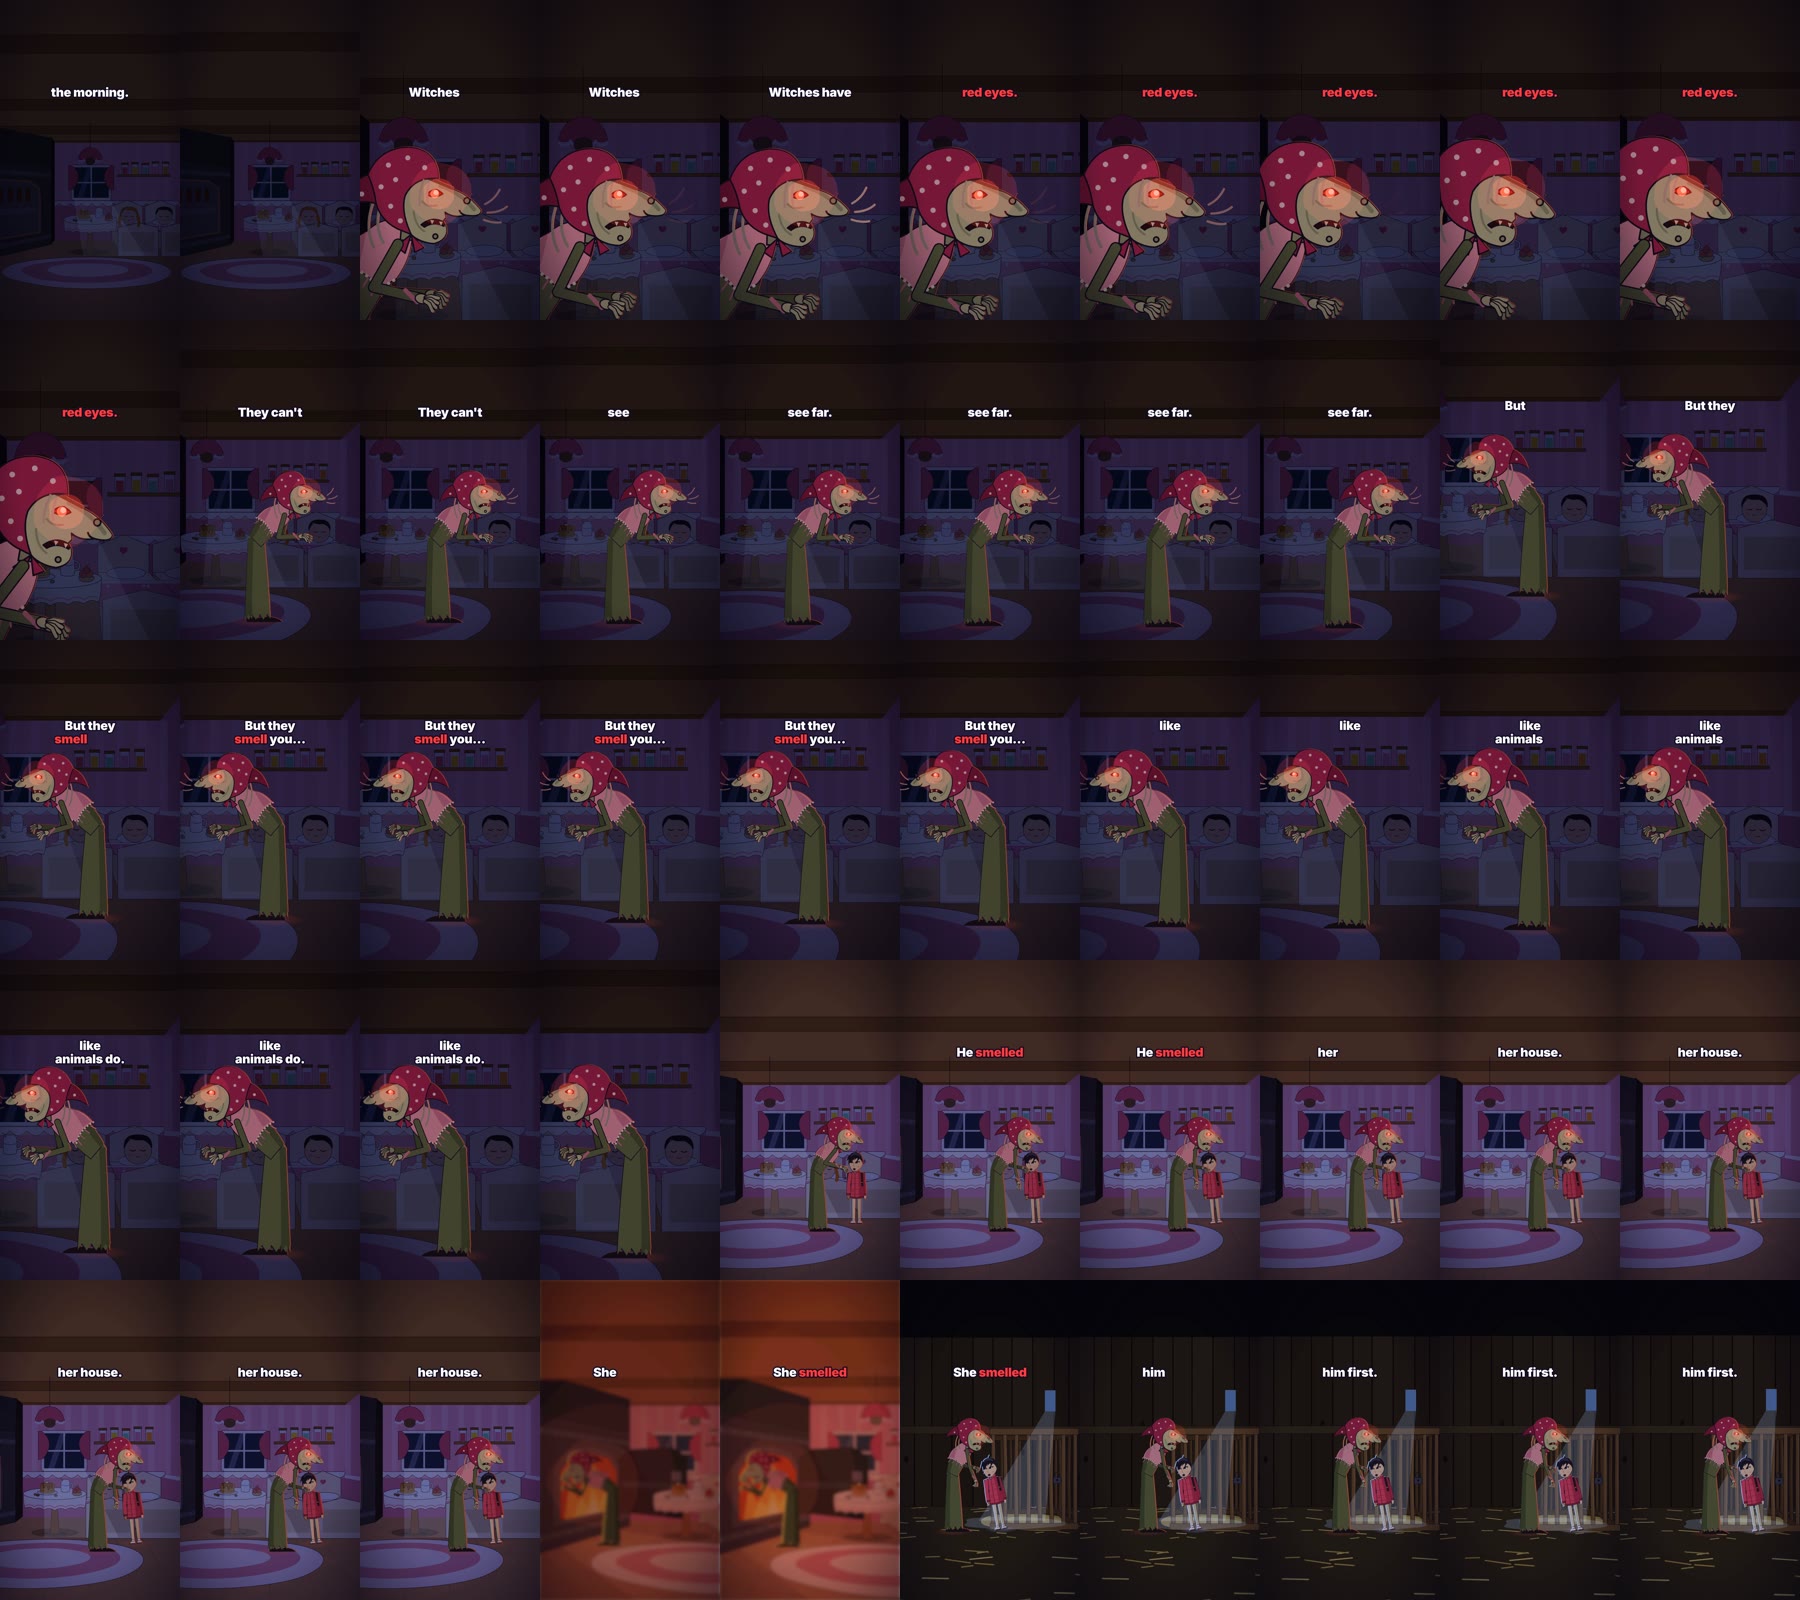 the morning.
Witches
Witches
Witches have
red eyes.
red eyes.
red eyes.
red eyes.
red eyes.
red eyes.
They can't
They can't
see
see far.
see far.
see far.
see far.
But
But they
But they
smell
But they
smell you...
But they
smell you...
But they
smell you...
But they
smell you...
But they
smell you...
like
like
like
animals
like
animals
like
animals do.
like
animals do.
like
animals do.
He smelled
He smelled
her
her house.
her house.
her house.
her house.
her house.
She
She smelled
She smelled
him
him first.
him first.
him first.